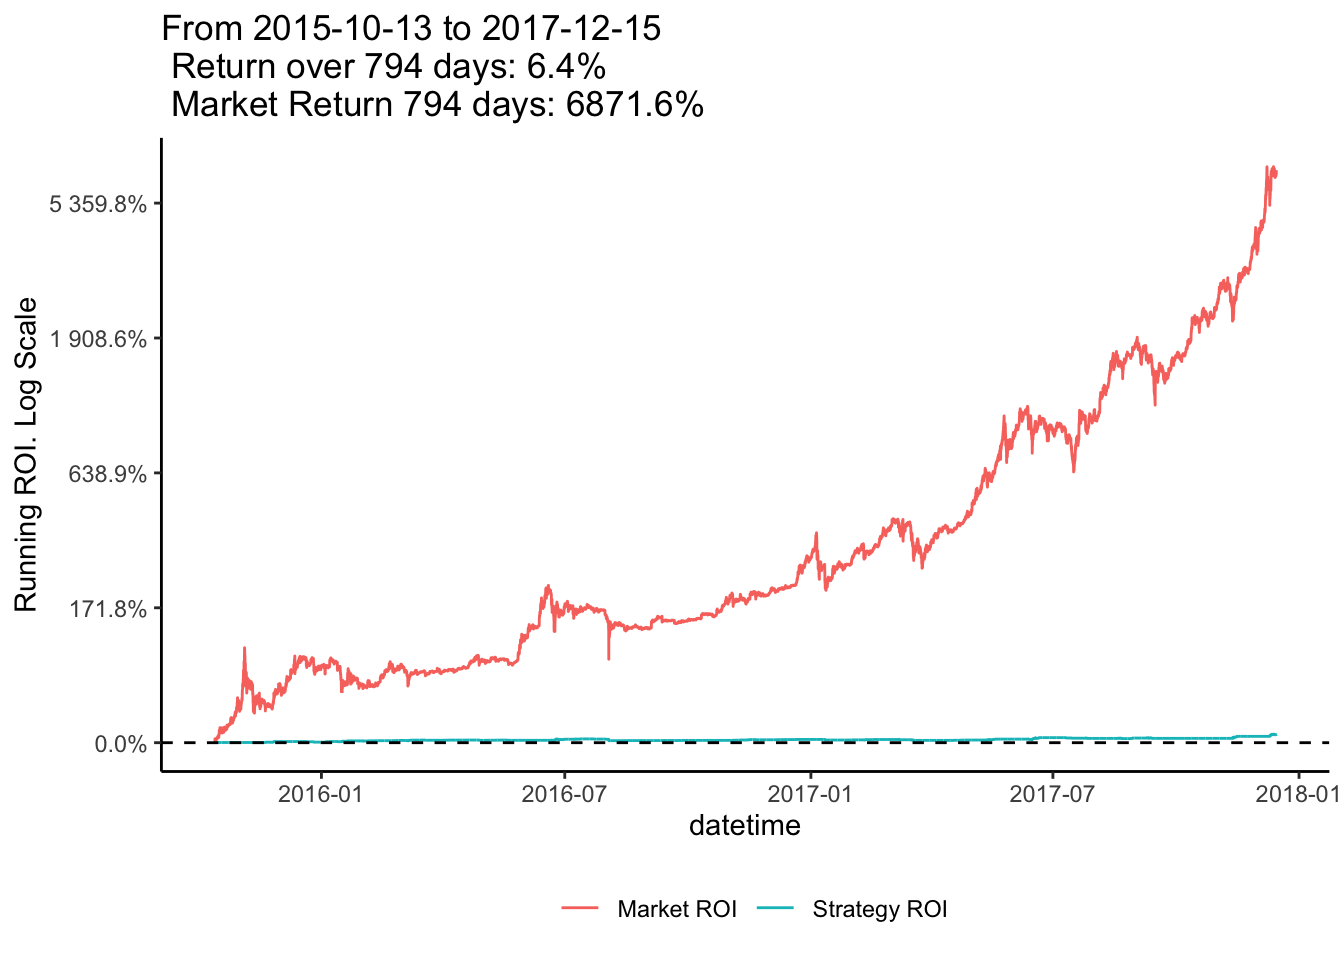 From 2015-10-13 to 2017-12-15
Return over 794 days: 6.4%
Market Return 794 days: 6871.6%
Running ROI. Log Scale
5 359.8%
1 908.6%
638.9%
171.8%
0.0%
2016-01
2016-07
2017-01
2017-07
2018-01
datetime
Market ROI
Strategy ROI